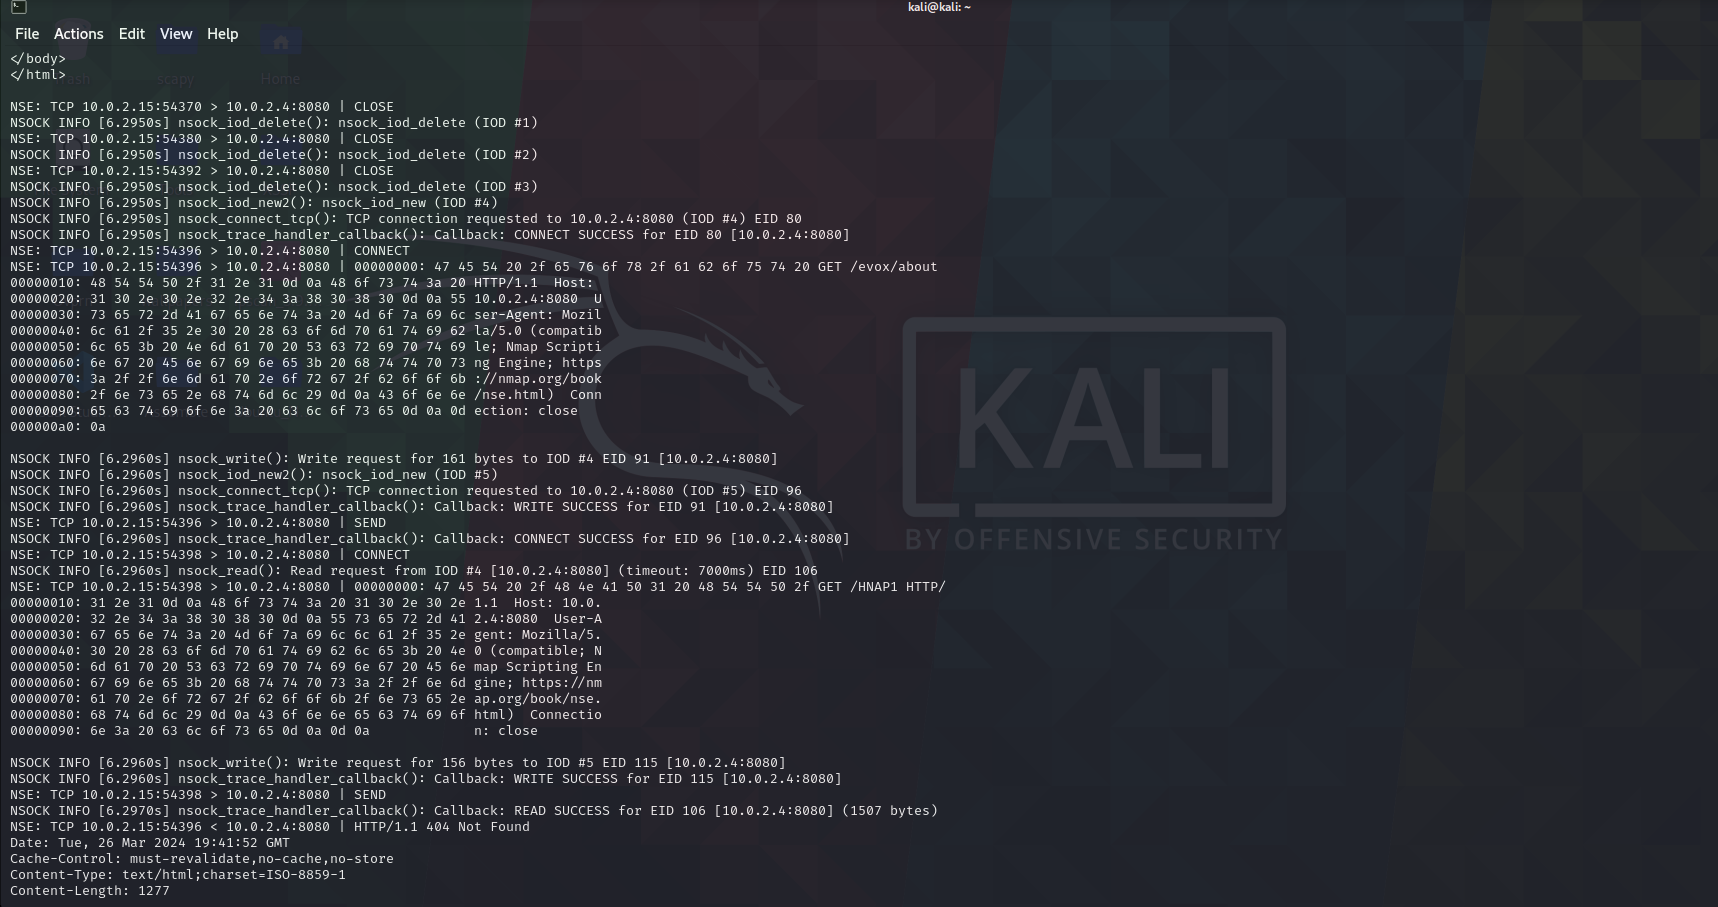 kali@kali: ~
File Actions Edit View Help
</body>
</html>
NSE: TCP 10.0.2.15:54370 > 10.0.2.4:8080 | CLOSE
NSOCK INFO [6.2950s] nsock_iod_delete(): nsock_iod_delete (IOD #1)
NSE: TCP 10.0.2.15:54380 > 10.0.2.4:8080 | CLOSE
NSOCK INFO [6.2950s] nsock_iod_delete(): nsock_iod_delete (IOD #2)
NSE: TCP 10.0.2.15:54392 > 10.0.2.4:8080 | CLOSE
NSOCK INFO [6.2950s] nsock_iod_delete(): nsock_iod_delete (IOD #3)
NSOCK INFO [6.2950s] nsock_iod_new2(): nsock_iod_new (IOD #4)
NSOCK INFO [6.2950s] nsock_connect_tcp(): TCP connection requested to 10.0.2.4:8080 (IOD #4) EID 80
NSOCK INFO [6.2950s] nsock_trace_handler_callback(): Callback: CONNECT SUCCESS for EID 80 [10.0.2.4:8080]
NSE: TCP 10.0.2.15:54396 > 10.0.2.4:8080 | CONNECT
NSE: TCP 10.0.2.15:54396 > 10.0.2.4:8080 | 00000000: 47 45 54 20 2f 65 76 6f 78 2f 61 62 6f 75 74 20 GET /evox/about
00000010: 48 54 54 50 2f 31 2e 31 0d 0a 48 6f 73 74 3a 20 HTTP/1.1  Host:
00000020: 31 30 2e 30 2e 32 2e 34 3a 38 30 38 30 0d 0a 55 10.0.2.4:8080  U
00000030: 73 65 72 2d 41 67 65 6e 74 3a 20 4d 6f 7a 69 6c ser-Agent: Mozil
00000040: 6c 61 2f 35 2e 30 20 28 63 6f 6d 70 61 74 69 62 la/5.0 (compatib
00000050: 6c 65 3b 20 4e 6d 61 70 20 53 63 72 69 70 74 69 le; Nmap Scripti
00000060: 6e 67 20 45 6e 67 69 6e 65 3b 20 68 74 74 70 73 ng Engine; https
00000070: 3a 2f 2f 6e 6d 61 70 2e 6f 72 67 2f 62 6f 6f 6b ://nmap.org/book
00000080: 2f 6e 73 65 2e 68 74 6d 6c 29 0d 0a 43 6f 6e 6e /nse.html)  Conn
00000090: 65 63 74 69 6f 6e 3a 20 63 6c 6f 73 65 0d 0a 0d ection: close
000000a0: 0a
NSOCK INFO [6.2960s] nsock_write(): Write request for 161 bytes to IOD #4 EID 91 [10.0.2.4:8080]
NSOCK INFO [6.2960s] nsock_iod_new2(): nsock_iod_new (IOD #5)
NSOCK INFO [6.2960s] nsock_connect_tcp(): TCP connection requested to 10.0.2.4:8080 (IOD #5) EID 96
NSOCK INFO [6.2960s] nsock_trace_handler_callback(): Callback: WRITE SUCCESS for EID 91 [10.0.2.4:8080]
NSE: TCP 10.0.2.15:54396 > 10.0.2.4:8080 | SEND
NSOCK INFO [6.2960s] nsock_trace_handler_callback(): Callback: CONNECT SUCCESS for EID 96 [10.0.2.4:8080]
NSE: TCP 10.0.2.15:54398 > 10.0.2.4:8080 | CONNECT
NSOCK INFO [6.2960s] nsock_read(): Read request from IOD #4 [10.0.2.4:8080] (timeout: 7000ms) EID 106
NSE: TCP 10.0.2.15:54398 > 10.0.2.4:8080 | 00000000: 47 45 54 20 2f 48 4e 41 50 31 20 48 54 54 50 2f GET /HNAP1 HTTP/
00000010: 31 2e 31 0d 0a 48 6f 73 74 3a 20 31 30 2e 30 2e 1.1  Host: 10.0.
00000020: 32 2e 34 3a 38 30 38 30 0d 0a 55 73 65 72 2d 41 2.4:8080  User-A
00000030: 67 65 6e 74 3a 20 4d 6f 7a 69 6c 6c 61 2f 35 2e gent: Mozilla/5.
00000040: 30 20 28 63 6f 6d 70 61 74 69 62 6c 65 3b 20 4e 0 (compatible; N
00000050: 6d 61 70 20 53 63 72 69 70 74 69 6e 67 20 45 6e map Scripting En
00000060: 67 69 6e 65 3b 20 68 74 74 70 73 3a 2f 2f 6e 6d gine; https://nm
00000070: 61 70 2e 6f 72 67 2f 62 6f 6f 6b 2f 6e 73 65 2e ap.org/book/nse.
00000080: 68 74 6d 6c 29 0d 0a 43 6f 6e 6e 65 63 74 69 6f html)  Connectio
00000090: 6e 3a 20 63 6c 6f 73 65 0d 0a 0d 0a n: close
NSOCK INFO [6.2960s] nsock_write(): Write request for 156 bytes to IOD #5 EID 115 [10.0.2.4:8080]
NSOCK INFO [6.2960s] nsock_trace_handler_callback(): Callback: WRITE SUCCESS for EID 115 [10.0.2.4:8080]
NSE: TCP 10.0.2.15:54398 > 10.0.2.4:8080 | SEND
NSOCK INFO [6.2970s] nsock_trace_handler_callback(): Callback: READ SUCCESS for EID 106 [10.0.2.4:8080] (1507 bytes)
NSE: TCP 10.0.2.15:54396 < 10.0.2.4:8080 | HTTP/1.1 404 Not Found
Date: Tue, 26 Mar 2024 19:41:52 GMT
Cache-Control: must-revalidate,no-cache,no-store
Content-Type: text/html;charset=ISO-8859-1
Content-Length: 1277
scapy
Home
KALI
BY OFFENSIVE SECURITY